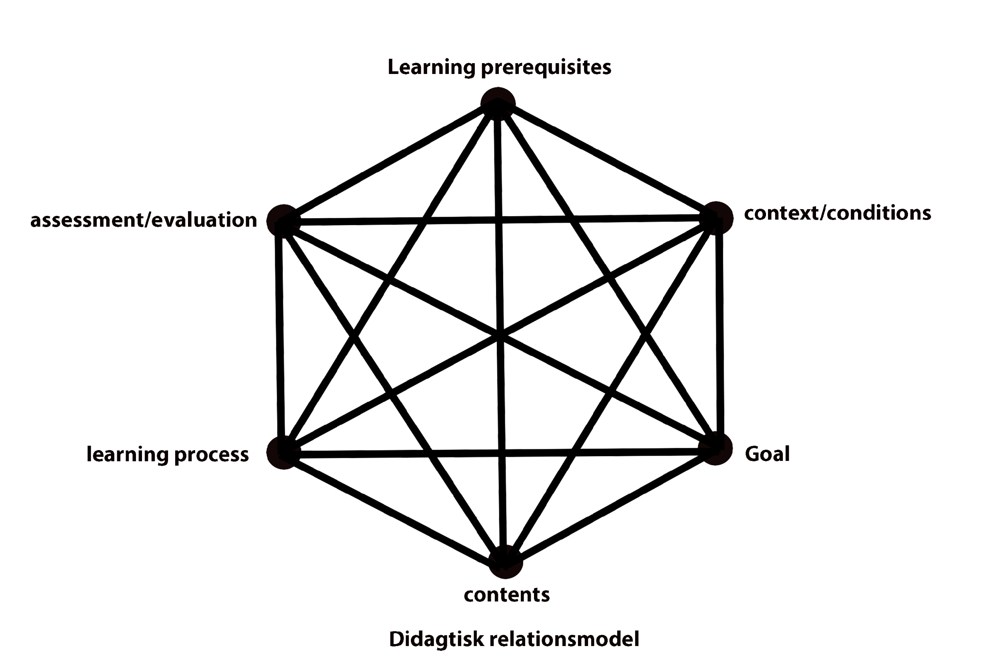 Learning prerequisites
assessment/evaluation
context/conditions
learning process
Goal
contents
Didagtisk relationsmodel